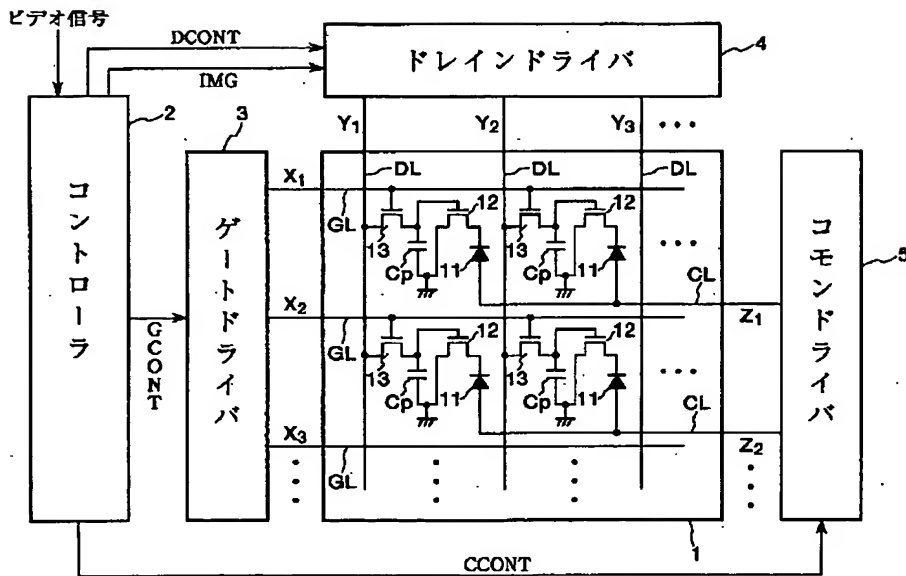 ビデオ信号
DCONT
IMG
ドレインドライバ
4
2
コントローラ
3
ゲートドライバ
GCONT
Y1 Y2 Y3 • • •
DL DL DL
X1
GL
12 12
13 13
Cp Cp
11 11
• • •
CL
Z1
コモンドライバ
5
X2
GL
12 12
13 13
Cp Cp
11 11
• • •
CL
Z2
X3
GL
1
CCONT